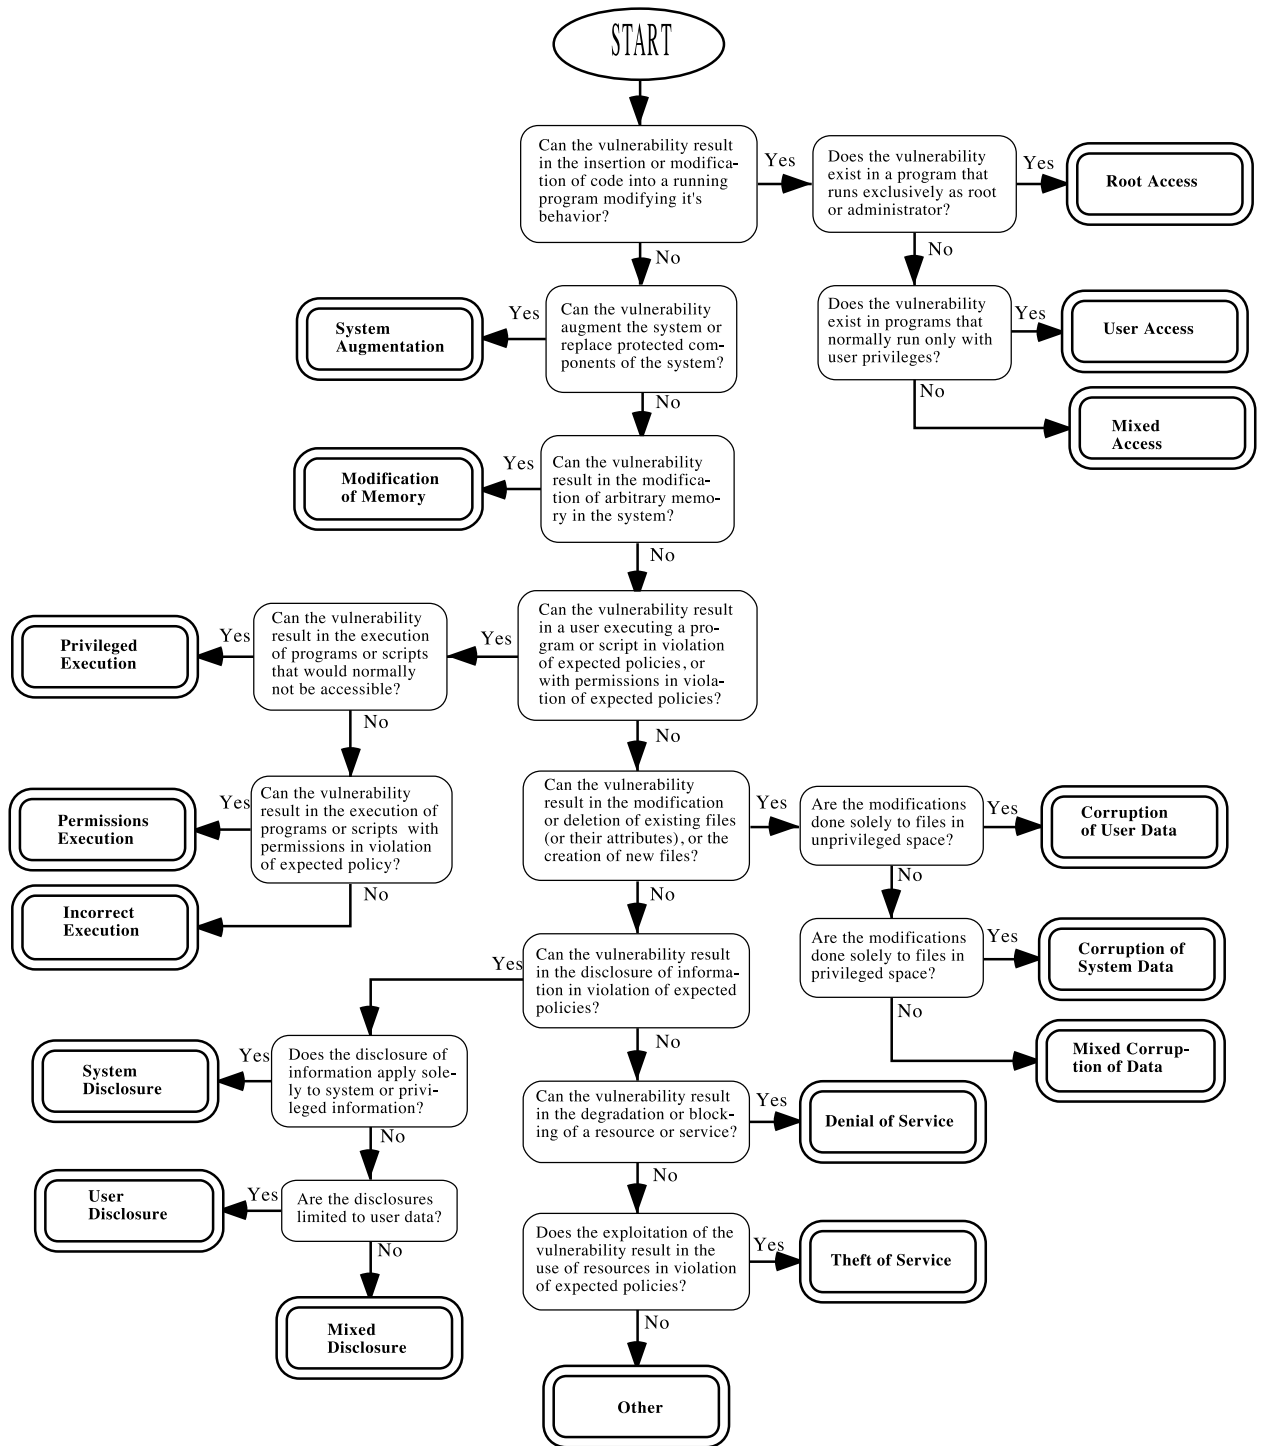 START
Can the vulnerability result
in the insertion or modifica-
tion of code into a running
program modifying it's
behavior?
Yes
Does the vulnerability
exist in a program that
runs exclusively as root
or administrator?
Yes
Root Access
No
No
System
Augmentation
Yes
Can the vulnerability
augment the system or
replace protected com-
ponents of the system?
Does the vulnerability
exist in programs that
normally run only with
user privileges?
Yes
User Access
No
No
Mixed
Access
Modification
of Memory
Yes
Can the vulnerability
result in the modifica-
tion of arbitrary memo-
ry in the system?
No
Privileged
Execution
Yes
Can the vulnerability
result in the execution
of programs or scripts
that would normally
not be accessible?
Yes
Can the vulnerability result
in a user executing a pro-
gram or script in violation
of expected policies, or
with permissions in viola-
tion of expected policies?
No
No
Permissions
Execution
Yes
Can the vulnerability
result in the execution of
programs or scripts with
permissions in violation
of expected policy?
Can the vulnerability
result in the modification
or deletion of existing files
(or their attributes), or the
creation of new files?
Yes
Are the modifications
done solely to files in
unprivileged space?
Yes
Corruption
of User Data
No
No
No
Incorrect
Execution
Can the vulnerability result
in the disclosure of informa-
tion in violation of expected
policies?
Yes
Are the modifications
done solely to files in
privileged space?
Yes
Corruption of
System Data
No
No
Mixed Corrup-
tion of Data
System
Disclosure
Yes
Does the disclosure of
information apply sole-
ly to system or privi-
leged information?
Can the vulnerability result
in the degradation or block-
ing of a resource or service?
Yes
Denial of Service
No
No
User
Disclosure
Yes
Are the disclosures
limited to user data?
Does the exploitation of the
vulnerability result in the
use of resources in violation
of expected policies?
Yes
Theft of Service
No
No
Mixed
Disclosure
Other